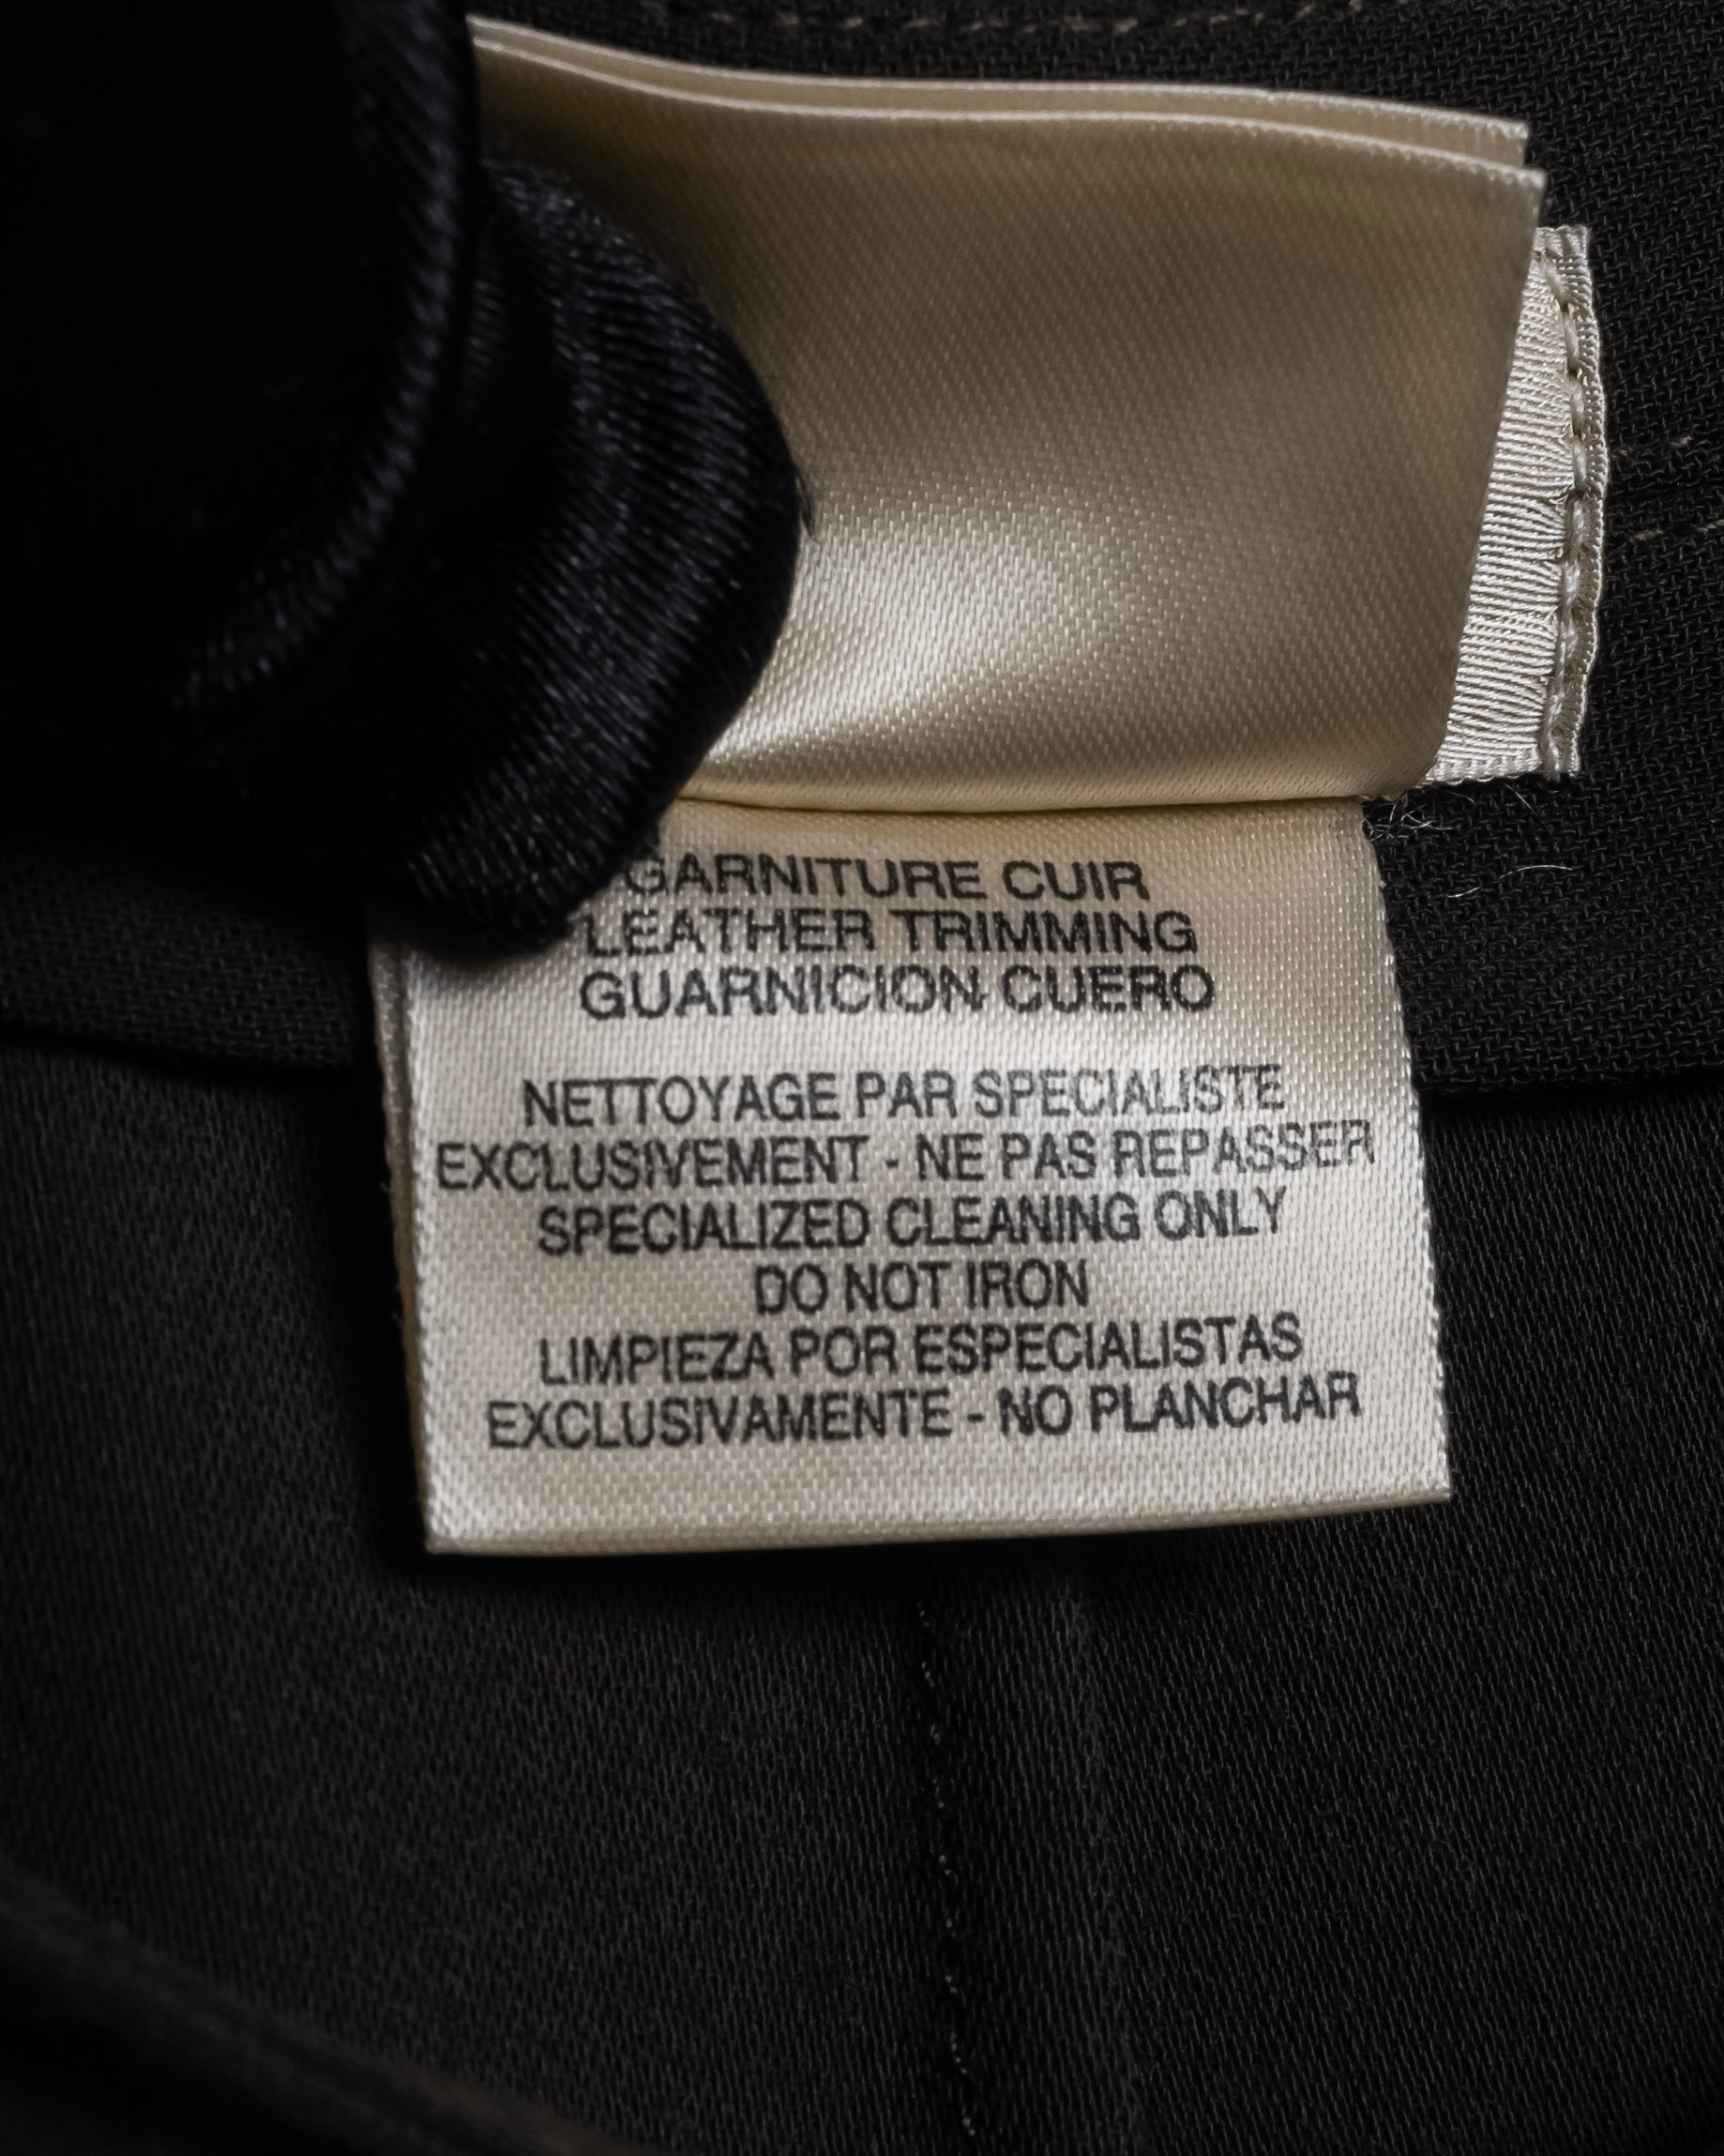 GARNITURE CUIR
LEATHER TRIMMING
GUARNICION CUERO
NETTOYAGE PAR SPECIALISTE
EXCLUSIVEMENT - NE PAS REPASSER
SPECIALIZED CLEANING ONLY
DO NOT IRON
LIMPIEZA POR ESPECIALISTAS
EXCLUSIVAMENTE - NO PLANCHAR